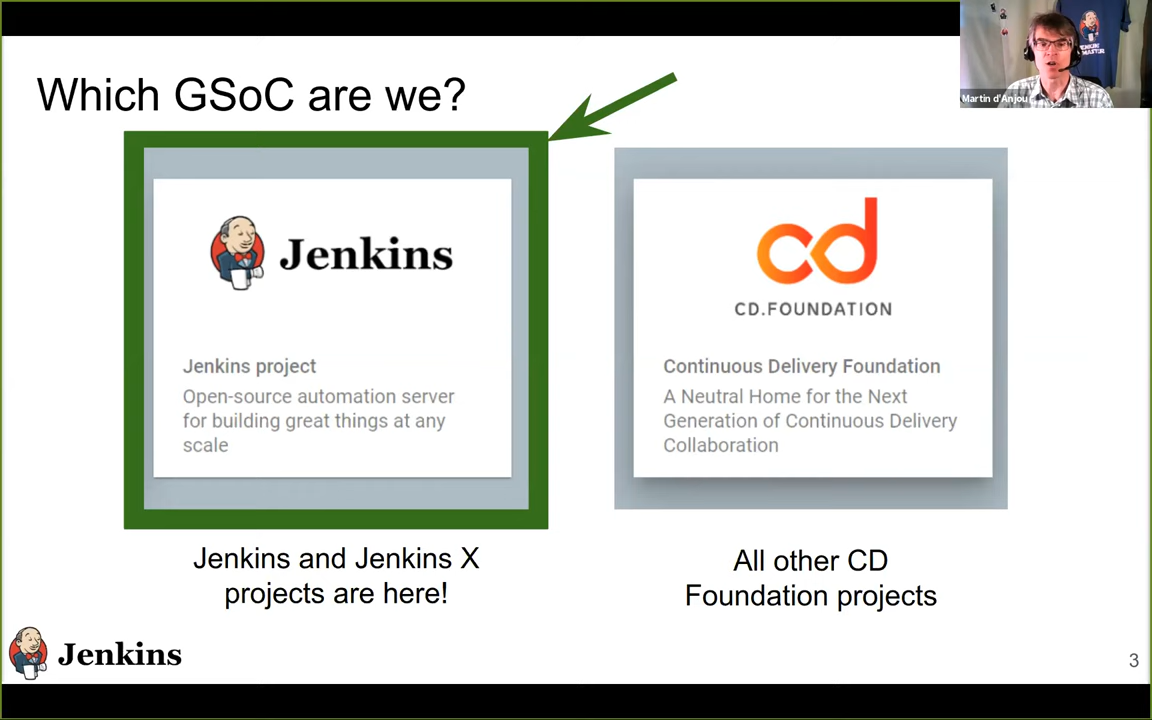 Which GSoC are we?
Martin d'Anjou
Jenkins
Jenkins project
Open-source automation server
for building great things at any
scale
Jenkins and Jenkins X
projects are here!
cd
CD.FOUNDATION
Continuous Delivery Foundation
A Neutral Home for the Next
Generation of Continuous Delivery
Collaboration
All other CD
Foundation projects
Jenkins
3